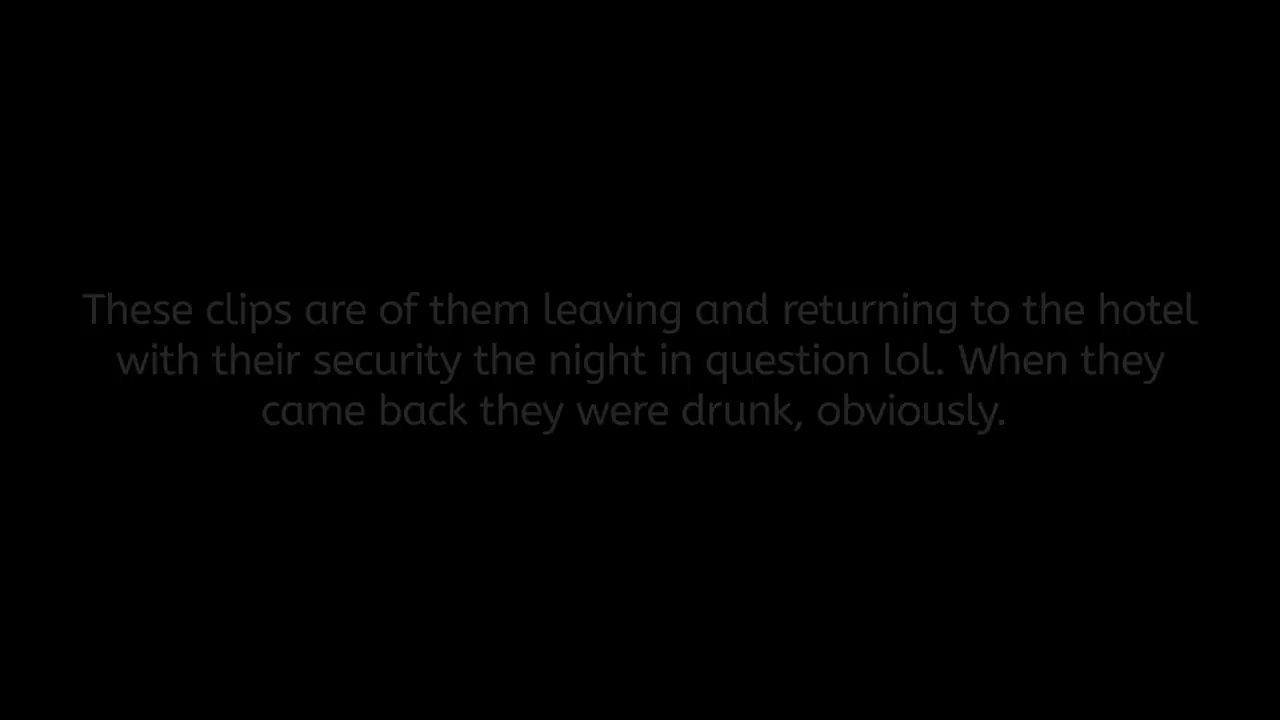 These clips are of them leaving and returning to the hotel
with their security the night in question lol. When they
came back they were drunk, obviously.